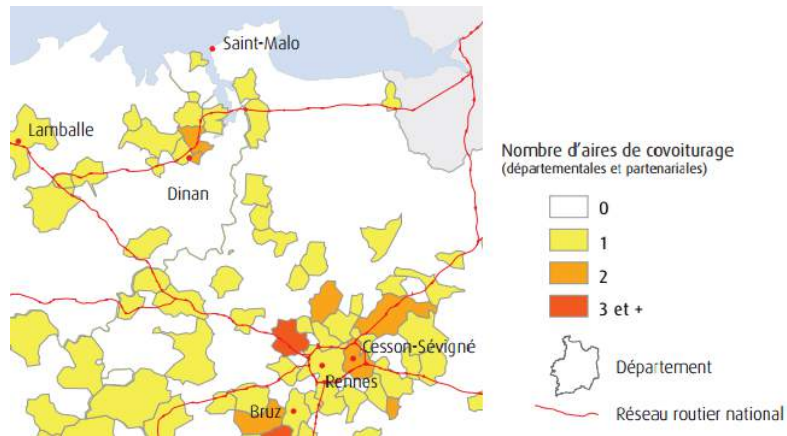 Saint-Malo
Lamballe
Dinan
Cesson-Sévigné
Rennes
Bruz
Nombre d'aires de covoiturage
(départementales et partenariales)
0
1
2
3 et +
Département
Réseau routier national